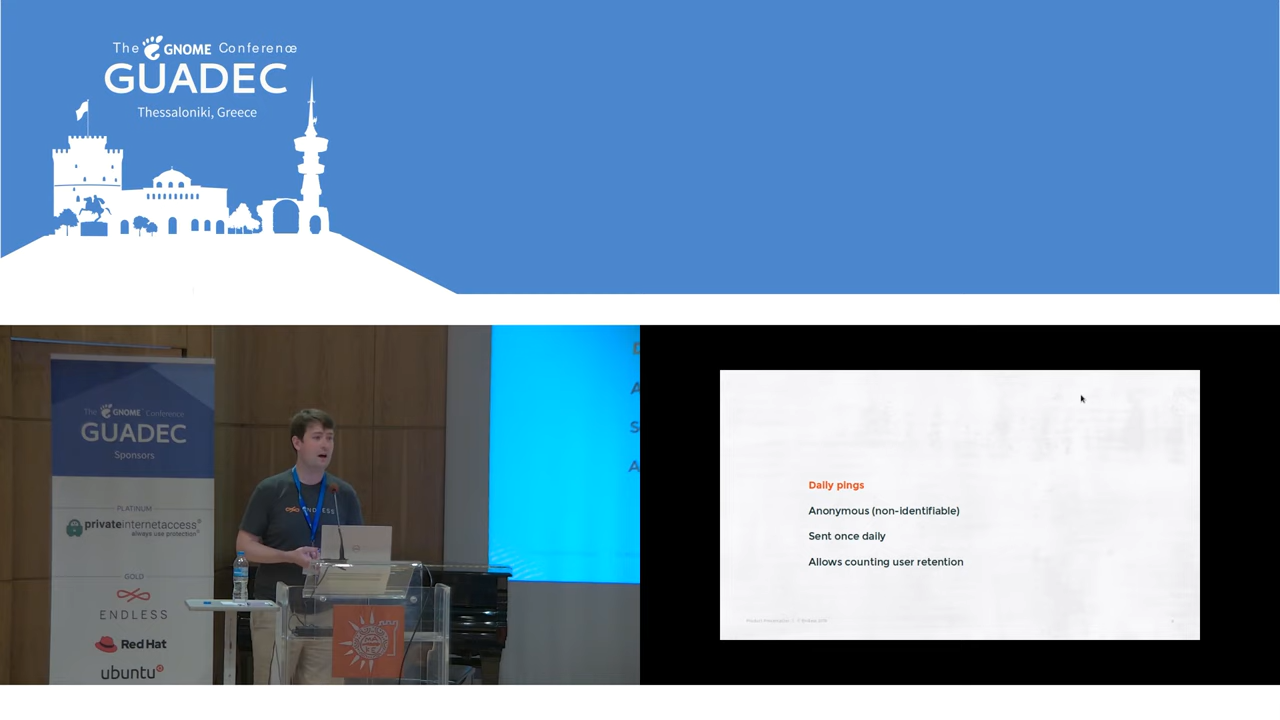 The GNOME Conference
GUADEC
Thessaloniki, Greece
The GNOME Conference
GUADEC
Sponsors
PLATINUM
privateinternetaccess®
always use protection®
GOLD
ENDLESS
Red Hat
ubuntu
ENDLESS
Daily pings
Anonymous (non-identifiable)
Sent once daily
Allows counting user retention